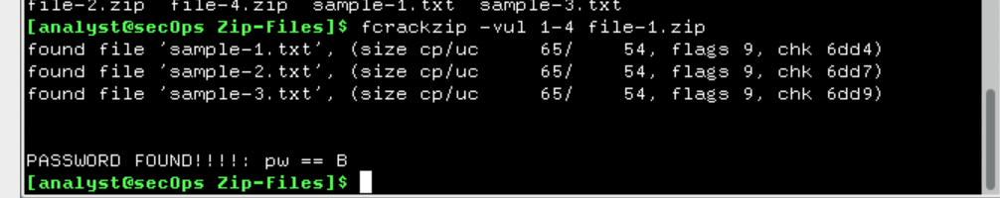 file-2.zip  file-4.zip  sample-1.txt  sample-3.txt
[analyst@secOps Zip-Files]$ fcrackzip -vul 1-4 file-1.zip
found file 'sample-1.txt', (size cp/uc     65/    54, flags 9, chk 6dd4)
found file 'sample-2.txt', (size cp/uc     65/    54, flags 9, chk 6dd7)
found file 'sample-3.txt', (size cp/uc     65/    54, flags 9, chk 6dd9)
PASSWORD FOUND!!!!: pw == B
[analyst@secOps Zip-Files]$